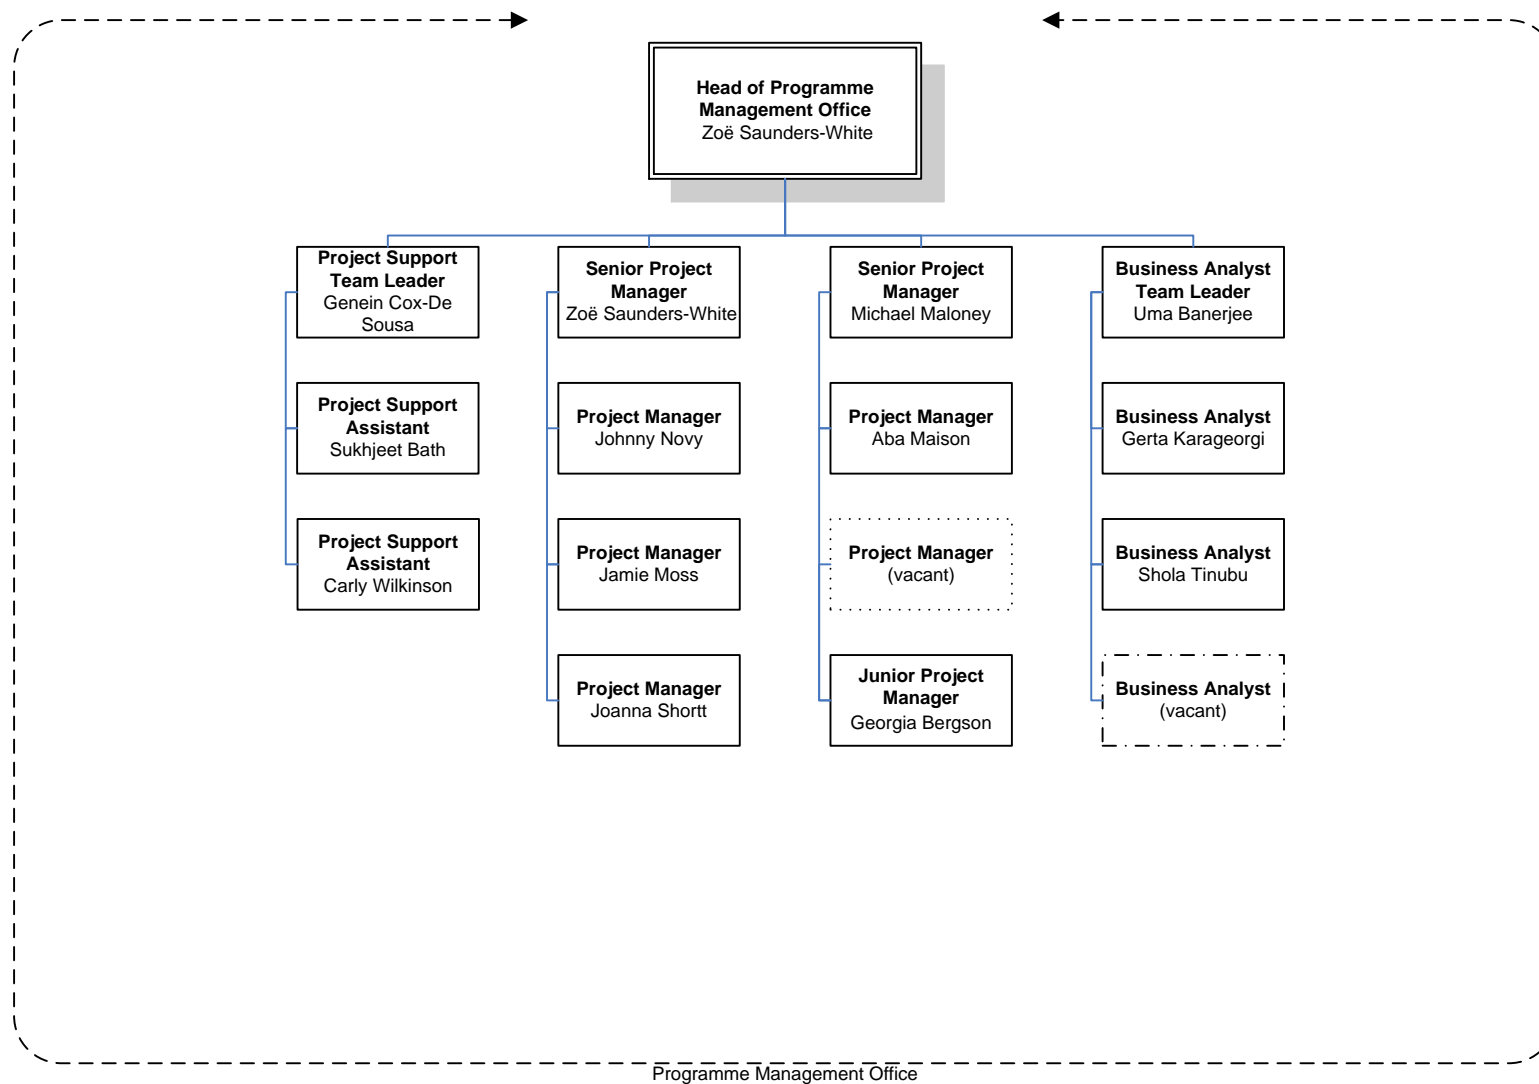 Head of Programme
Management Office
Zoë Saunders-White
Project Support
Team Leader
Genein Cox-De
Sousa
Senior Project
Manager
Zoë Saunders-White
Senior Project
Manager
Michael Maloney
Business Analyst
Team Leader
Uma Banerjee
Project Support
Assistant
Sukhjeet Bath
Project Manager
Johnny Novy
Project Manager
Aba Maison
Business Analyst
Gerta Karageorgi
Project Support
Assistant
Carly Wilkinson
Project Manager
Jamie Moss
Project Manager
(vacant)
Business Analyst
Shola Tinubu
Project Manager
Joanna Shortt
Junior Project
Manager
Georgia Bergson
Business Analyst
(vacant)
Programme Management Office